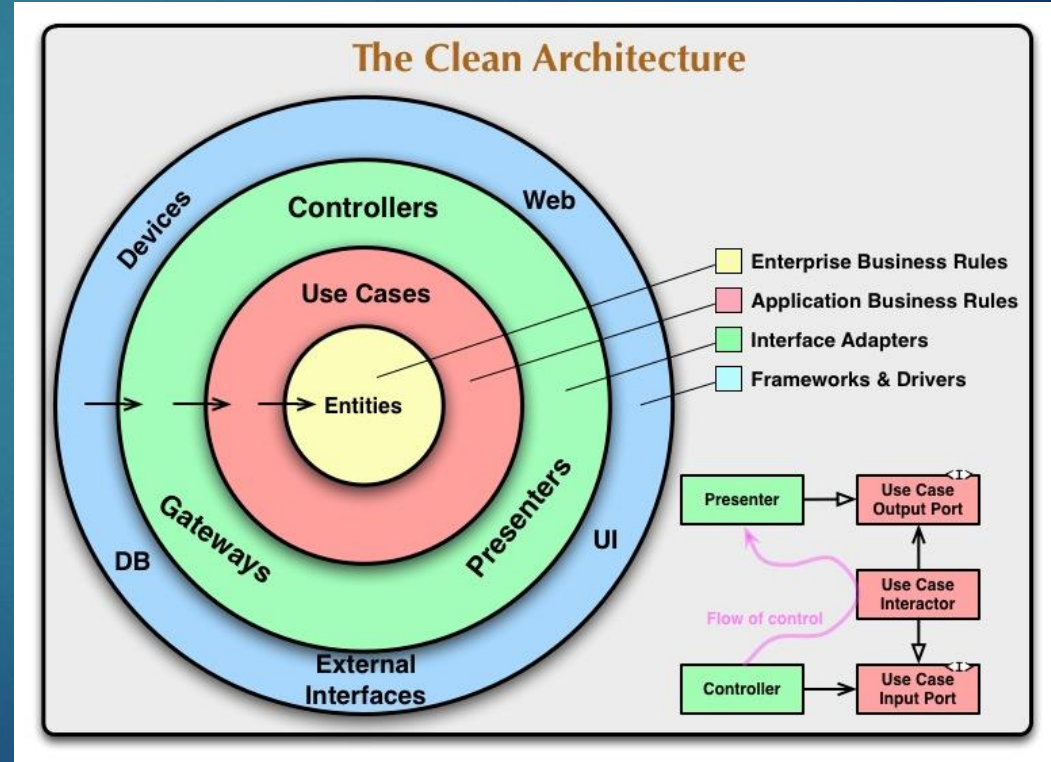 The Clean Architecture
Devices
Web
Controllers
Use Cases
Entities
Gateways
Presenters
DB
UI
External
Interfaces
Enterprise Business Rules
Application Business Rules
Interface Adapters
Frameworks & Drivers
Presenter
<I>
Use Case
Output Port
Use Case
Interactor
Flow of control
Controller
<I>
Use Case
Input Port